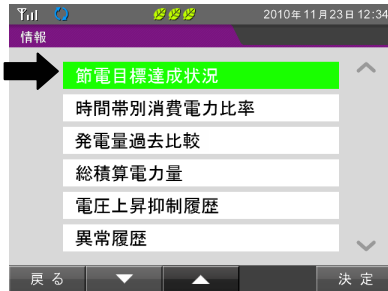 2010年11月23日 12:34
情報
節電目標達成状況
時間帯別消費電力比率
発電量過去比較
総積算電力量
電圧上昇抑制履歴
異常履歴
戻る 決定